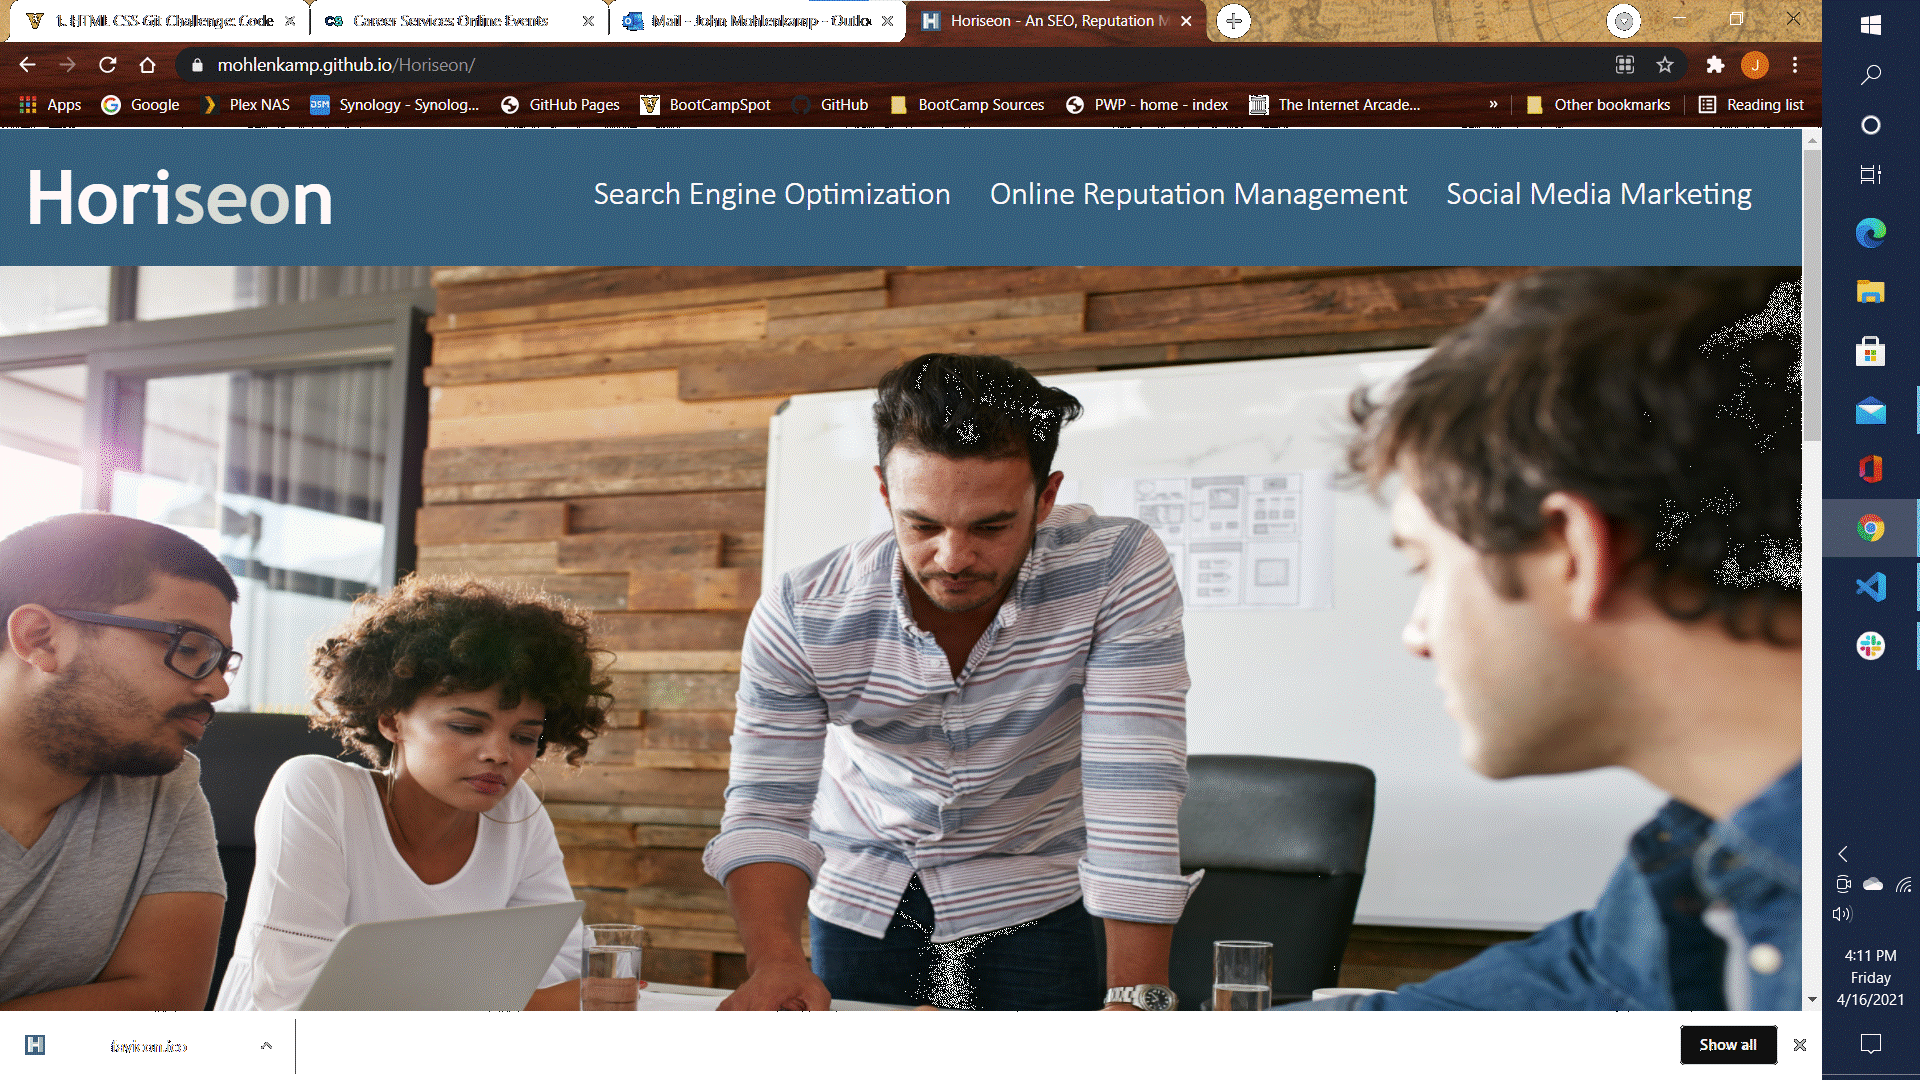 1. HTML CSS Git Challenge: Code
Career Services Online Events
Mail - John Mohlenkamp - Outlo
Horiseon - An SEO, Reputation M
mohlenkamp.github.io/Horiseon/
J
Apps
Google
Plex NAS
DSM
Synology - Synolog...
GitHub Pages
BootCampSpot
GitHub
BootCamp Sources
PWP - home - index
The Internet Arcade...
»
Other bookmarks
Reading list
Horiseon
Search Engine Optimization
Online Reputation Management
Social Media Marketing
favicon.ico
Show all
4:11 PM
Friday
4/16/2021